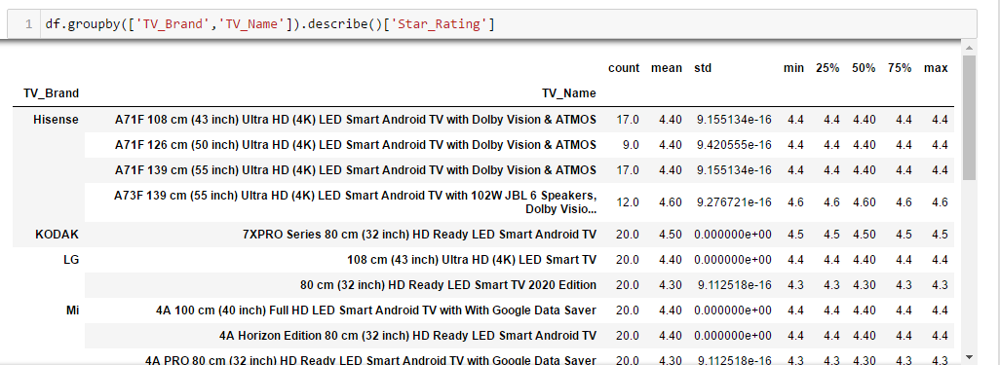 1 df.groupby(['TV_Brand','TV_Name']).describe()['Star_Rating']
count mean std min 25% 50% 75% max
TV_Brand TV_Name
Hisense A71F 108 cm (43 inch) Ultra HD (4K) LED Smart Android TV with Dolby Vision & ATMOS 17.0 4.40 9.155134e-16 4.4 4.4 4.40 4.4 4.4
A71F 126 cm (50 inch) Ultra HD (4K) LED Smart Android TV with Dolby Vision & ATMOS 9.0 4.40 9.420555e-16 4.4 4.4 4.40 4.4 4.4
A71F 139 cm (55 inch) Ultra HD (4K) LED Smart Android TV with Dolby Vision & ATMOS 17.0 4.40 9.155134e-16 4.4 4.4 4.40 4.4 4.4
A73F 139 cm (55 inch) Ultra HD (4K) LED Smart Android TV with 102W JBL 6 Speakers,
Dolby Visio... 12.0 4.60 9.276721e-16 4.6 4.6 4.60 4.6 4.6
KODAK 7XPRO Series 80 cm (32 inch) HD Ready LED Smart Android TV 20.0 4.50 0.000000e+00 4.5 4.5 4.50 4.5 4.5
LG 108 cm (43 inch) Ultra HD (4K) LED Smart TV 20.0 4.40 0.000000e+00 4.4 4.4 4.40 4.4 4.4
80 cm (32 inch) HD Ready LED Smart TV 2020 Edition 20.0 4.30 9.112518e-16 4.3 4.3 4.30 4.3 4.3
Mi 4A 100 cm (40 inch) Full HD LED Smart Android TV with With Google Data Saver 20.0 4.40 0.000000e+00 4.4 4.4 4.40 4.4 4.4
4A Horizon Edition 80 cm (32 inch) HD Ready LED Smart Android TV 20.0 4.40 0.000000e+00 4.4 4.4 4.40 4.4 4.4
4A PRO 80 cm (32 inch) HD Ready LED Smart Android TV with Google Data Saver 20.0 4.30 9.112518e-16 4.3 4.3 4.30 4.3 4.3